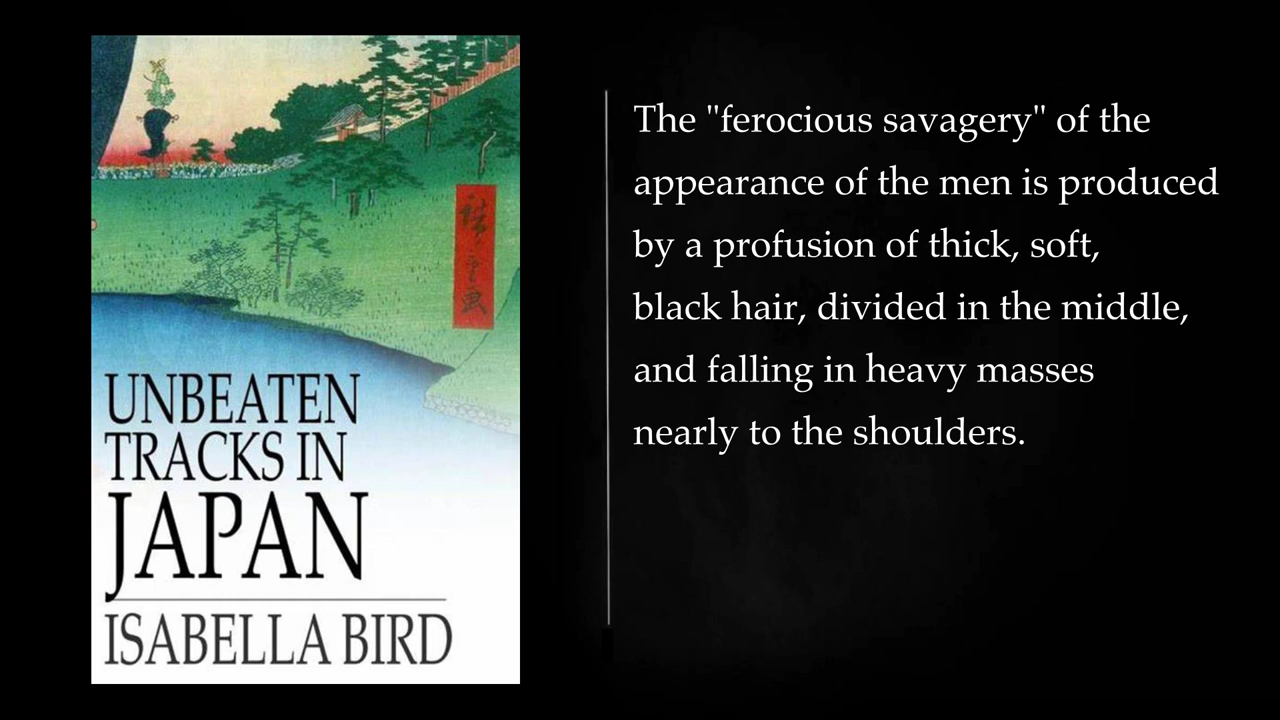 UNBEATEN
TRACKS IN
JAPAN
ISABELLA BIRD
The "ferocious savagery" of the
appearance of the men is produced
by a profusion of thick, soft,
black hair, divided in the middle,
and falling in heavy masses
nearly to the shoulders.